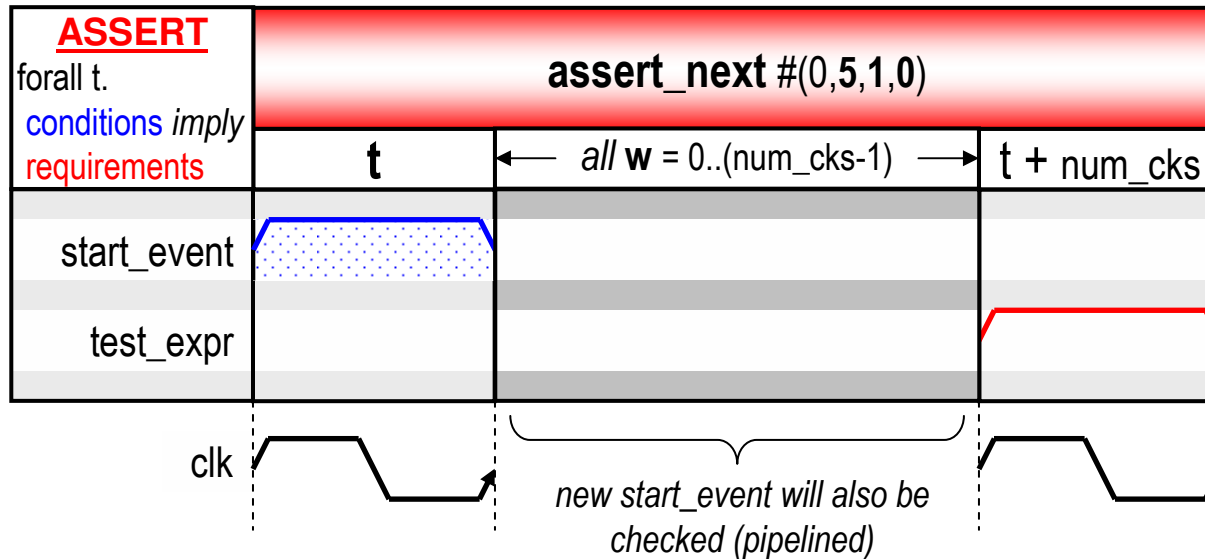 ASSERT
forall t.
conditions imply
requirements
assert_next #(0,5,1,0)
t
all w = 0..(num_cks-1)
t + num_cks
start_event
test_expr
clk
new start_event will also be
checked (pipelined)